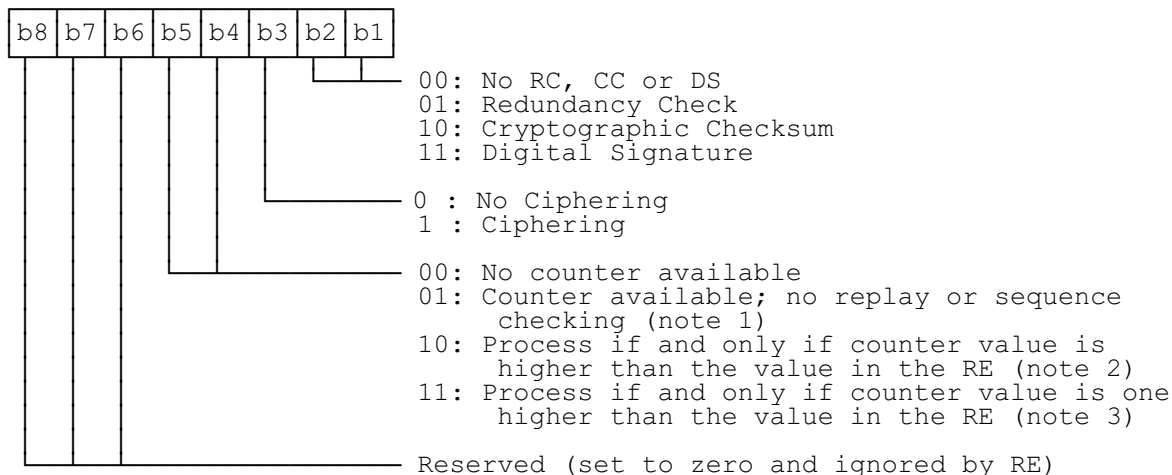 b8 b7 b6 b5 b4 b3 b2 b1
00: No RC, CC or DS
01: Redundancy Check
10: Cryptographic Checksum
11: Digital Signature
0 : No Ciphering
1 : Ciphering
00: No counter available
01: Counter available; no replay or sequence
checking (note 1)
10: Process if and only if counter value is
higher than the value in the RE (note 2)
11: Process if and only if counter value is one
higher than the value in the RE (note 3)
Reserved (set to zero and ignored by RE)